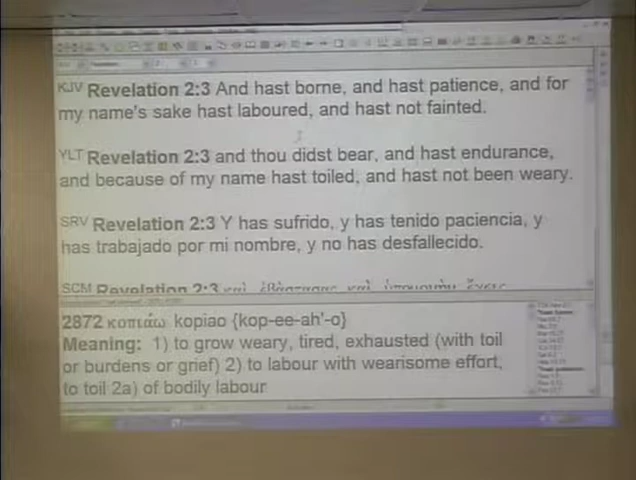 KJV Revelation 2:3 And hast borne, and hast patience, and for
my name's sake hast laboured, and hast not fainted.
YLT Revelation 2:3 and thou didst bear, and hast endurance,
and because of my name hast toiled, and hast not been weary.
SRV Revelation 2:3 Y has sufrido, y has tenido paciencia, y
has trabajado por mi nombre, y no has desfallecido.
SCM Revelation 2:3 καὶ
2872 κοπιάω kopiao {kop-ee-ah'-o}
Meaning: 1) to grow weary, tired, exhausted (with toil
or burdens or grief) 2) to labour with wearisome effort,
to toil 2a) of bodily labour